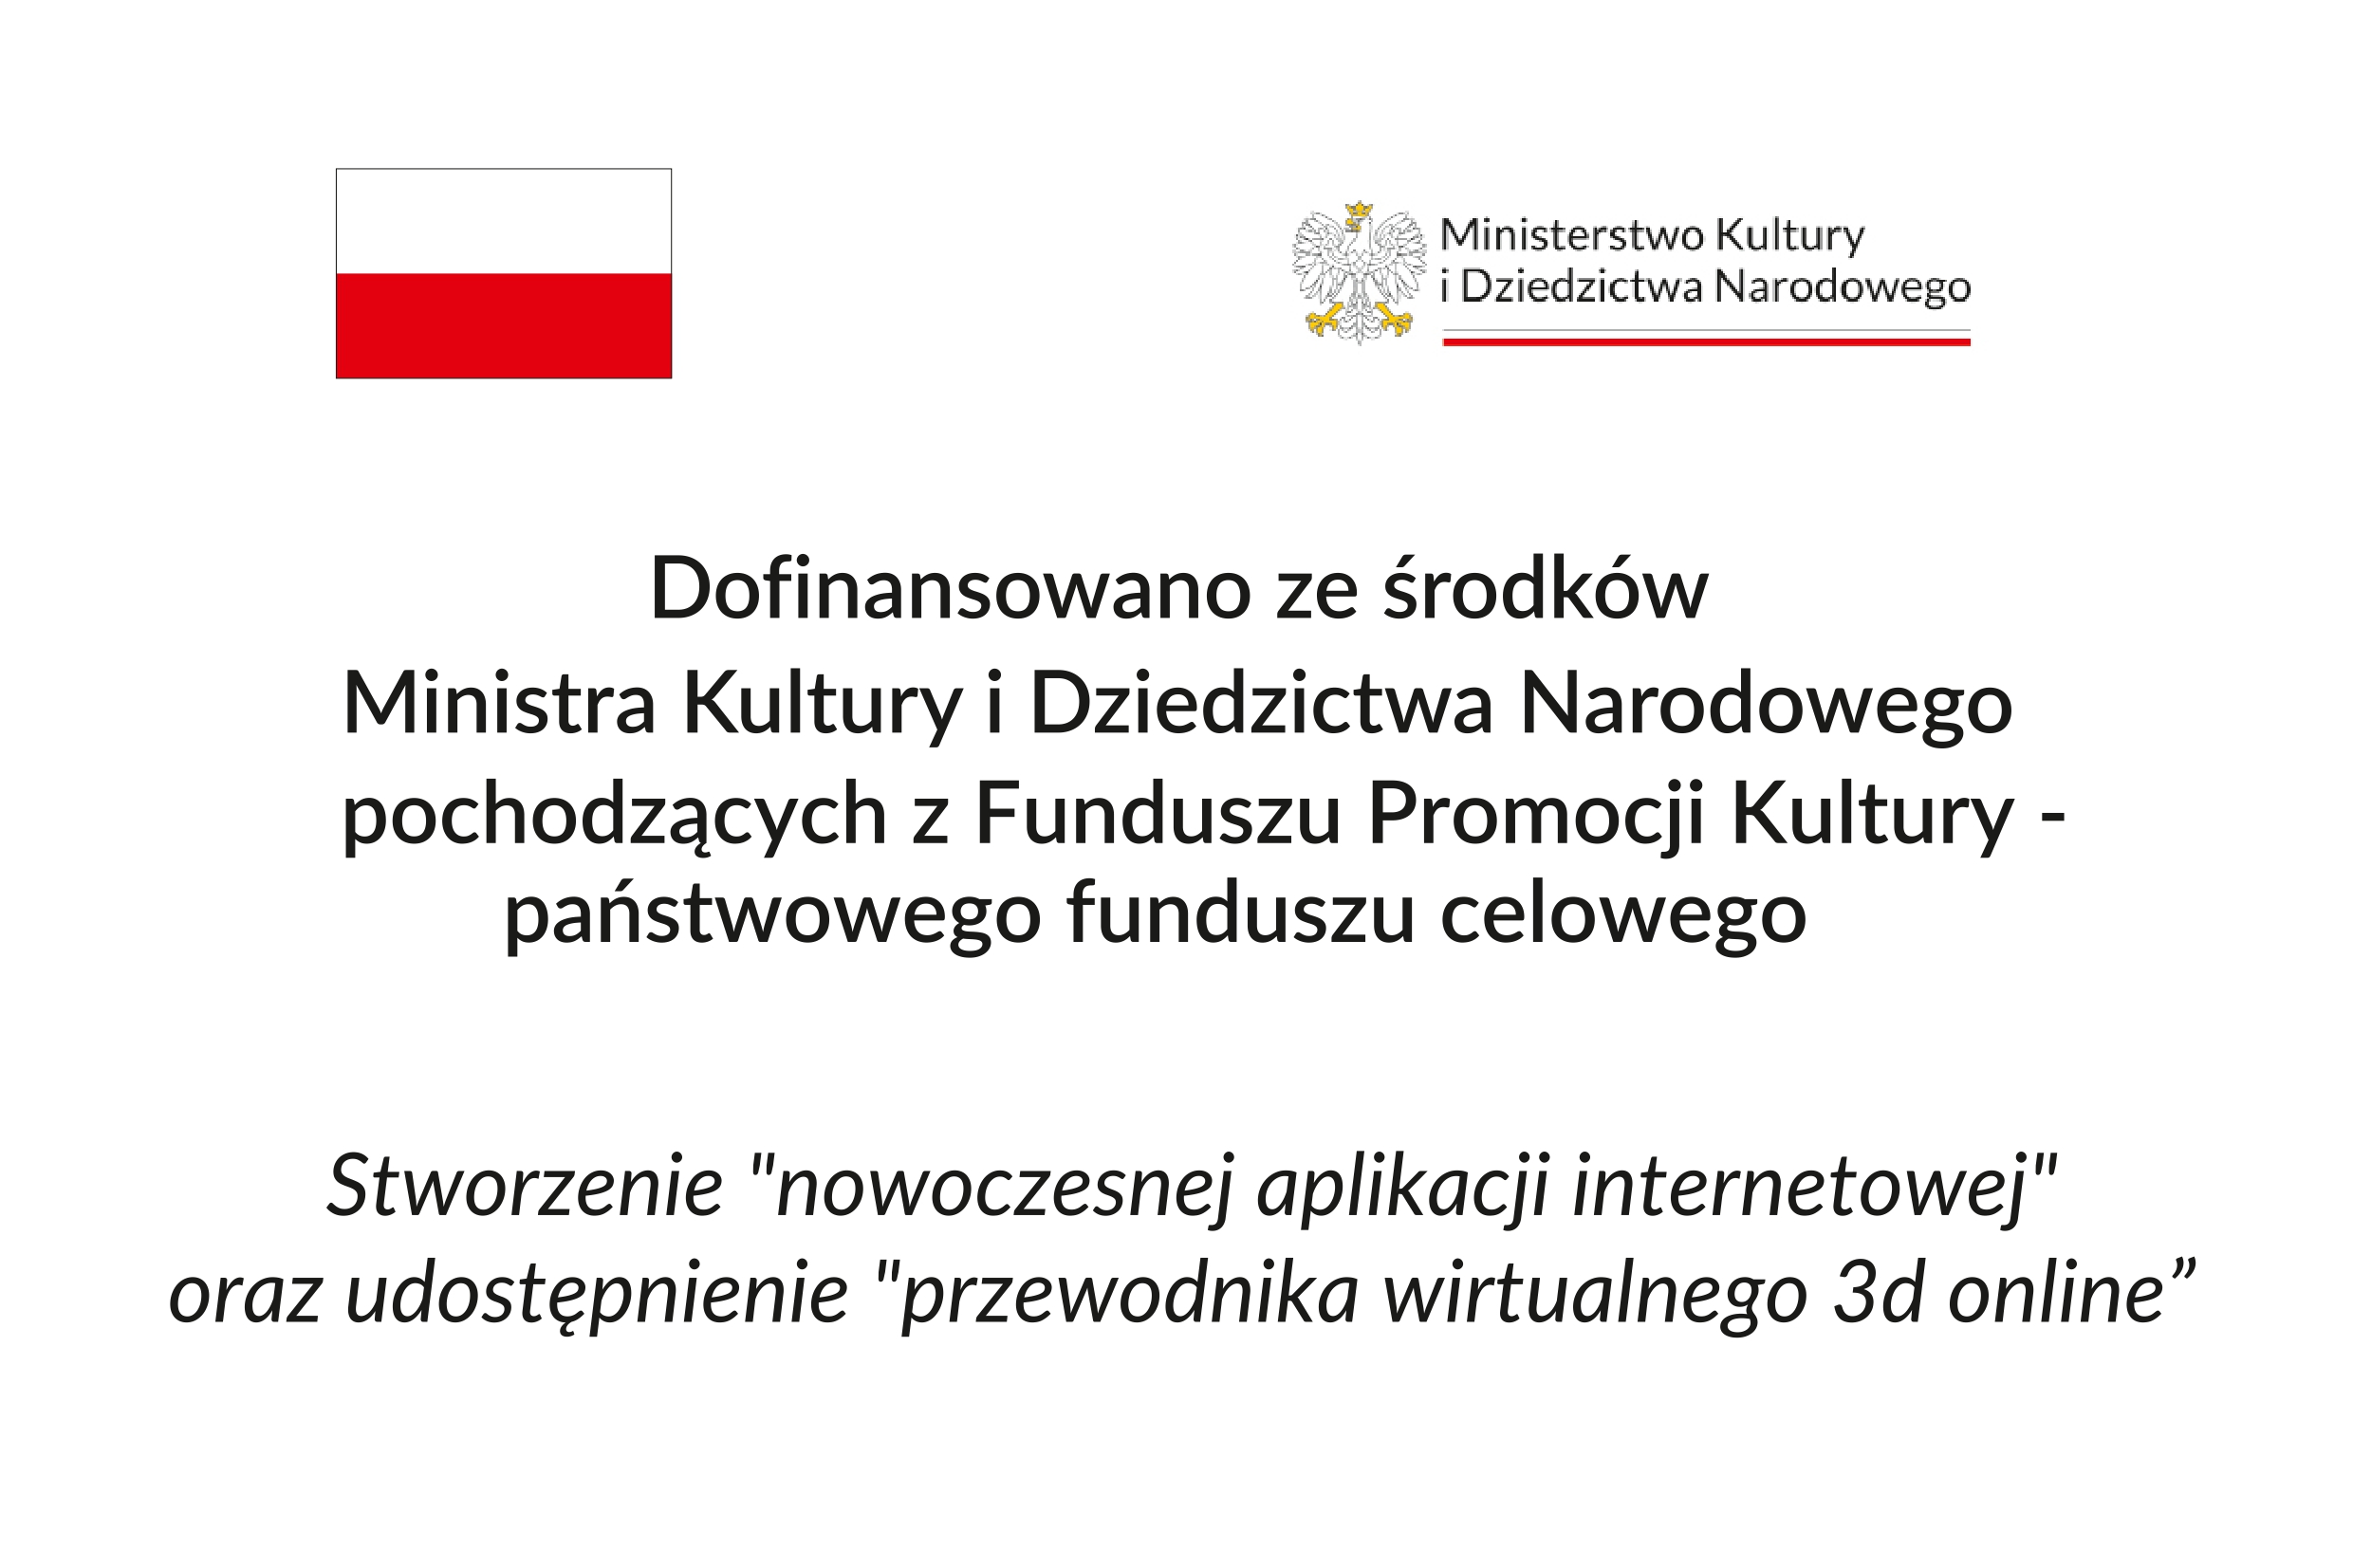 Ministerstwo Kultury
i Dziedzictwa Narodowego
Dofinansowano ze środków
Ministra Kultury i Dziedzictwa Narodowego
pochodzących z Funduszu Promocji Kultury -
państwowego funduszu celowego
Stworzenie "nowoczesnej aplikacji internetowej"
oraz udostępnienie "przewodnika wirtualnego 3d online”